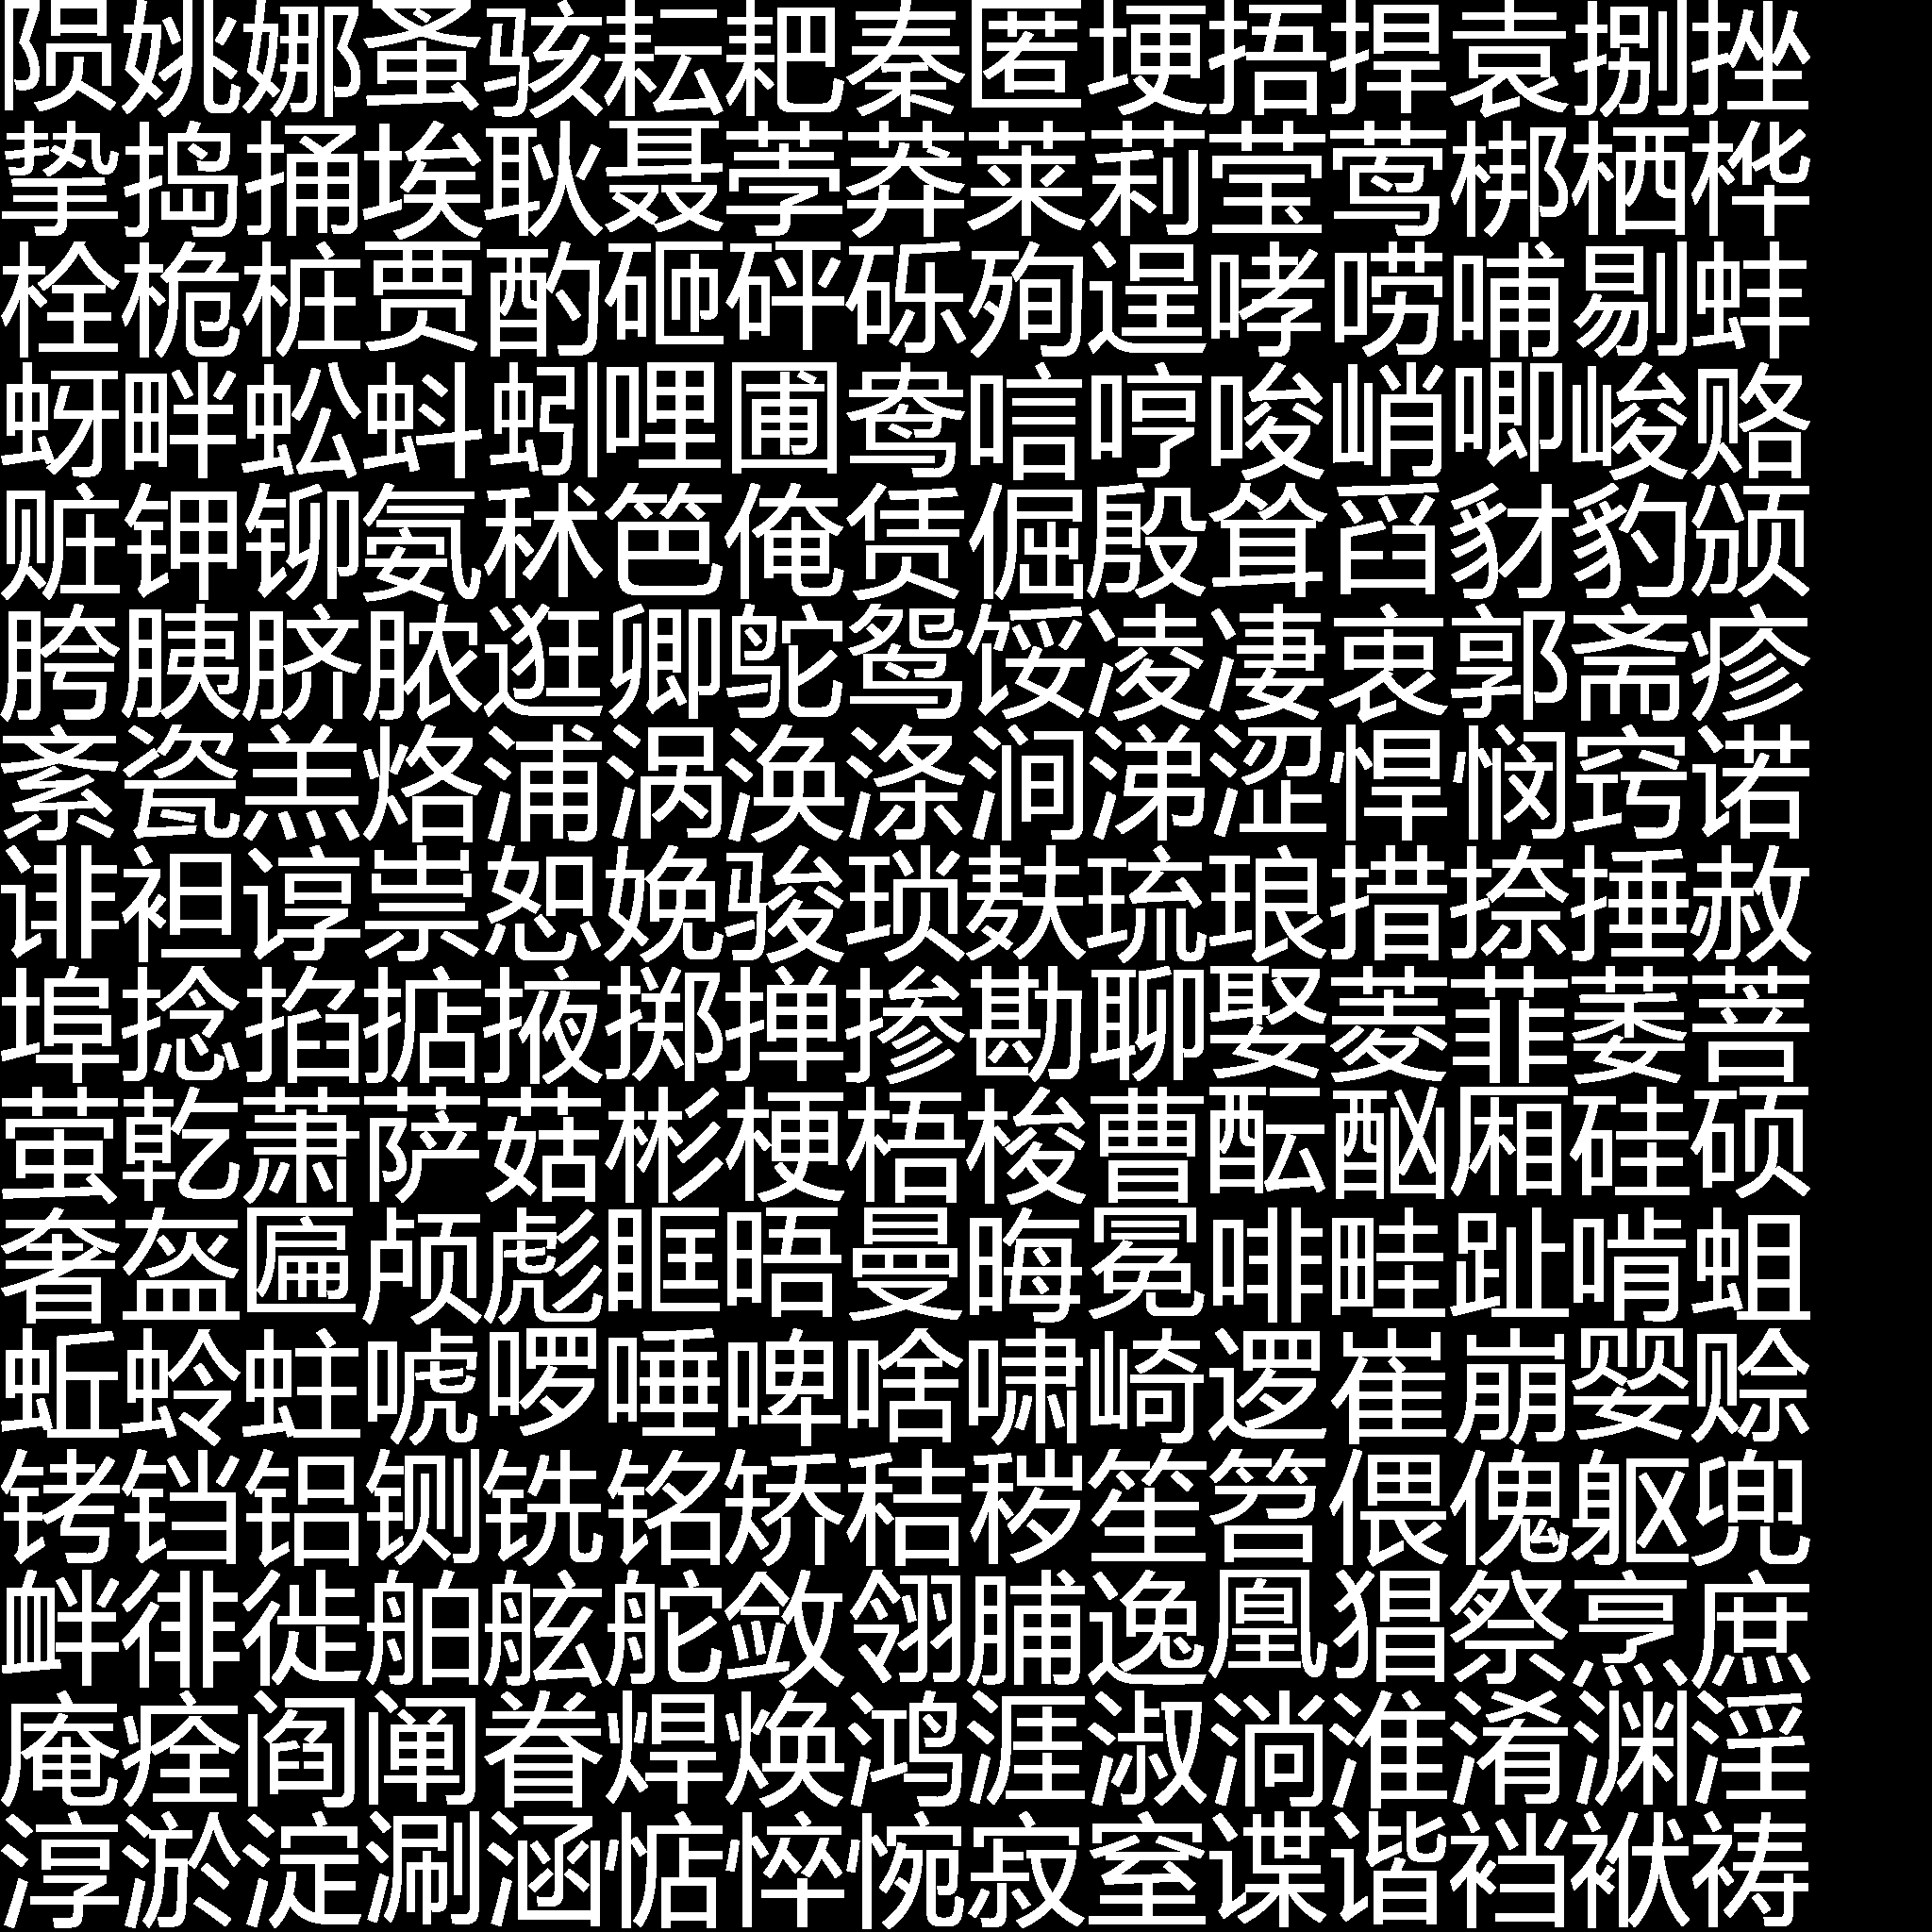 陨姚娜蚤骇耘耙秦匿埂捂捍袁捌挫
挚捣捅埃耿聂荸莽莱莉莹莺梆栖桦
栓桅桩贾酌砸砰砾殉逞哮唠哺剔蚌
蚜畔蚣蚪蚓哩圃鸯唁哼唆峭唧峻赂
赃钾铆氨秫笆俺赁倔殷耸舀豺豹颁
胯胰脐脓逛卿鸵鸳馁凌凄衷郭斋疹
紊瓷羔烙浦涡涣涤涧涕涩悍悯窍诺
诽袒谆祟恕娩骏琐麸琉琅措捺捶赦
埠捻掐掂掖掷掸掺勘聊娶菱菲萎菩
萤乾萧萨菇彬梗梧梭曹酝酗厢硅硕
奢盔匾颅彪眶晤曼晦冕啡畦趾啃蛆
蚯蛉蛀唬啰唾啤啥啸崎逻崔崩婴赊
铐铛铝铡铣铭矫秸秽笙笤偎傀躯兜
衅徘徙舶舷舵敛翎脯逸凰猖祭烹庶
庵痊阎阐眷焊焕鸿涯淑淌淮淆渊淫
淳淤淀涮涵惦悴惋寂窒谍谐裆袱祷